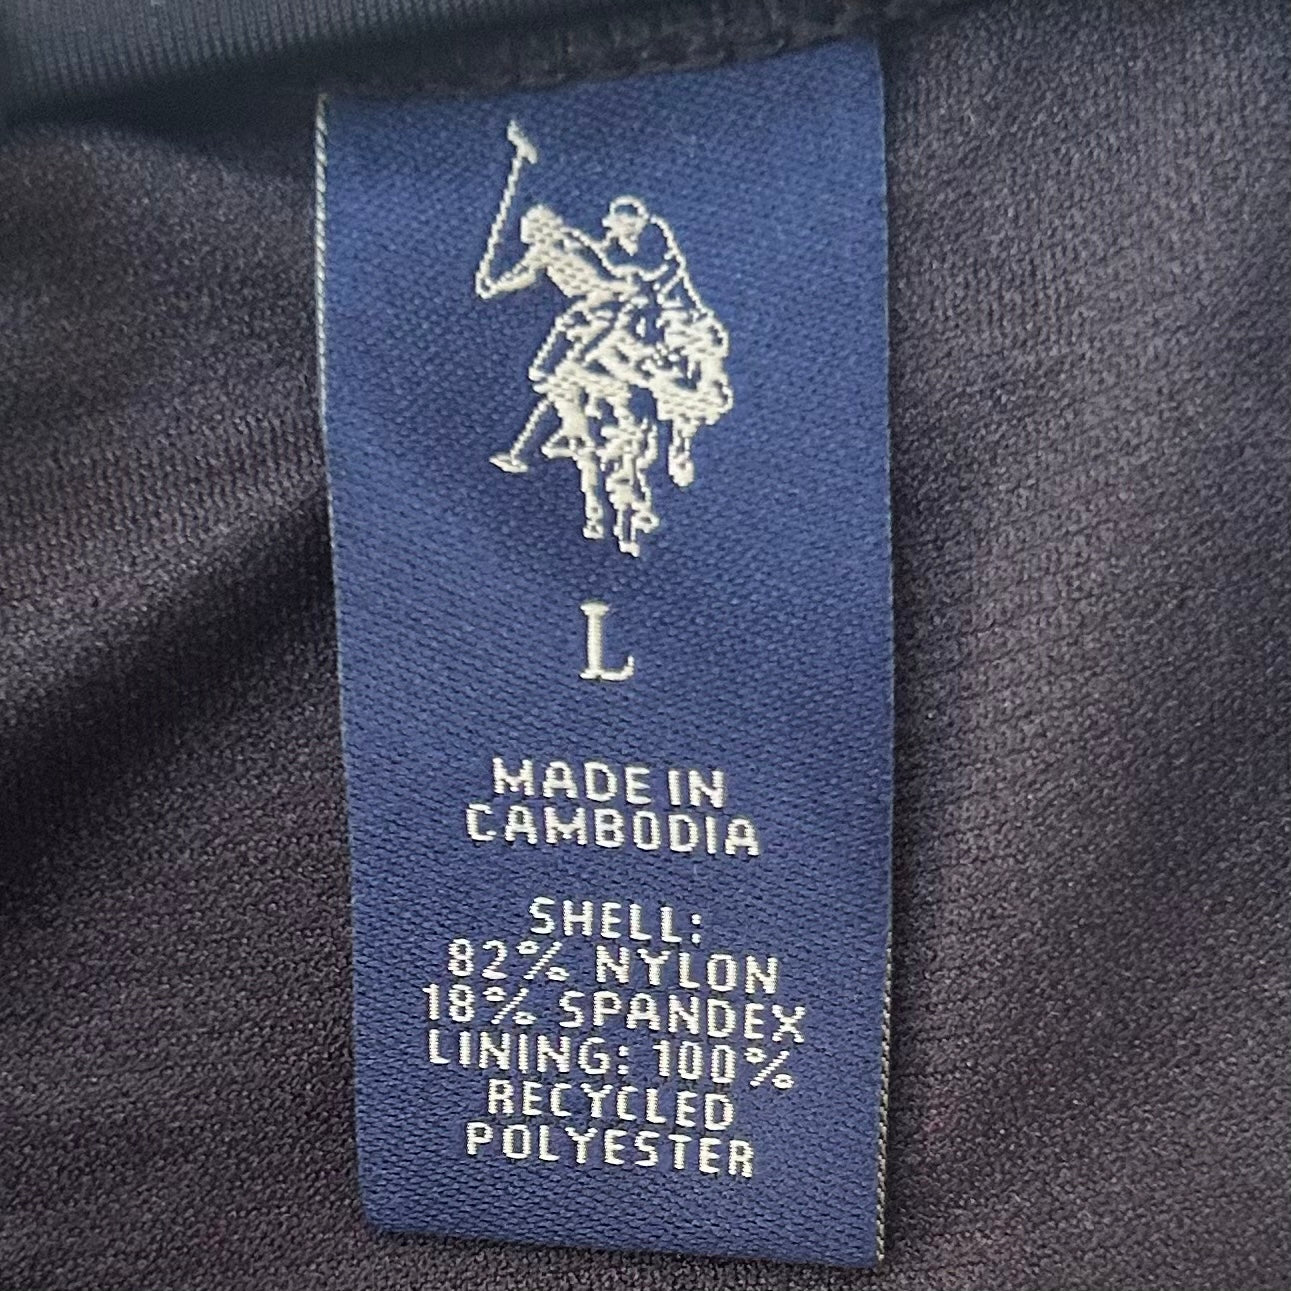 L
MADE IN
CAMBODIA
SHELL:
82% NYLON
18% SPANDEX
LINING: 100%
RECYCLED
POLYESTER